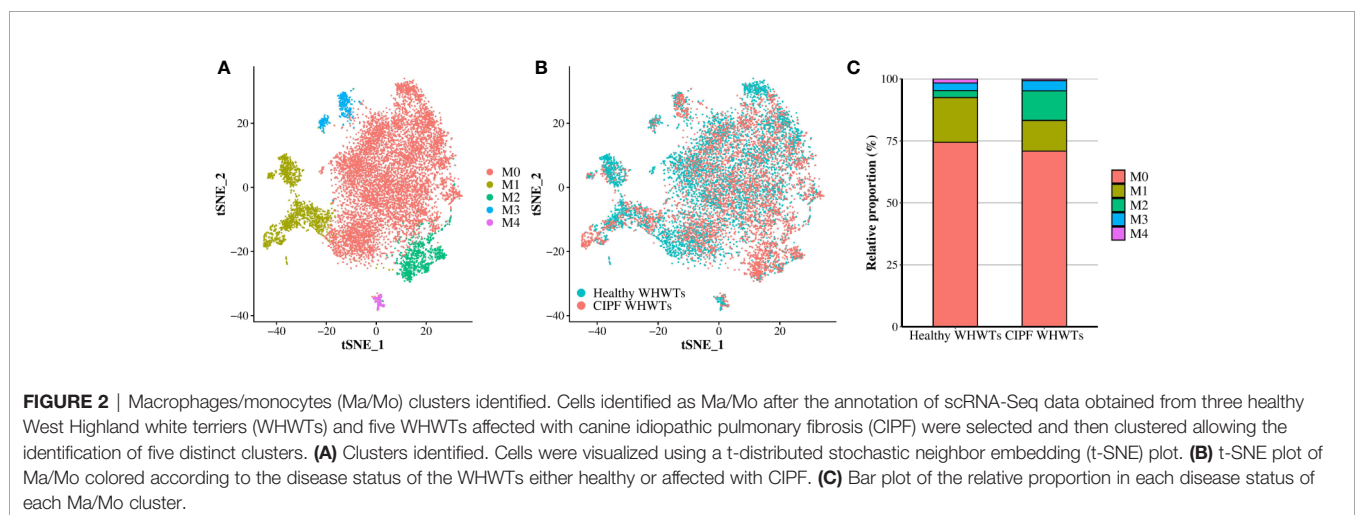 A
B
C
20
0
−20
−40
−40
−20
0
20
tSNE_2
tSNE_1
M0
M1
M2
M3
M4
20
0
−20
−40
−40
−20
0
20
tSNE_2
tSNE_1
Healthy WHWTs
CIPF WHWTs
100
75
50
25
0
Relative proportion (%)
Healthy WHWTs CIPF WHWTs
M0
M1
M2
M3
M4
FIGURE 2 | Macrophages/monocytes (Ma/Mo) clusters identified. Cells identified as Ma/Mo after the annotation of scRNA-Seq data obtained from three healthy
West Highland white terriers (WHWTs) and five WHWTs affected with canine idiopathic pulmonary fibrosis (CIPF) were selected and then clustered allowing the
identification of five distinct clusters. (A) Clusters identified. Cells were visualized using a t-distributed stochastic neighbor embedding (t-SNE) plot. (B) t-SNE plot of
Ma/Mo colored according to the disease status of the WHWTs either healthy or affected with CIPF. (C) Bar plot of the relative proportion in each disease status of
each Ma/Mo cluster.